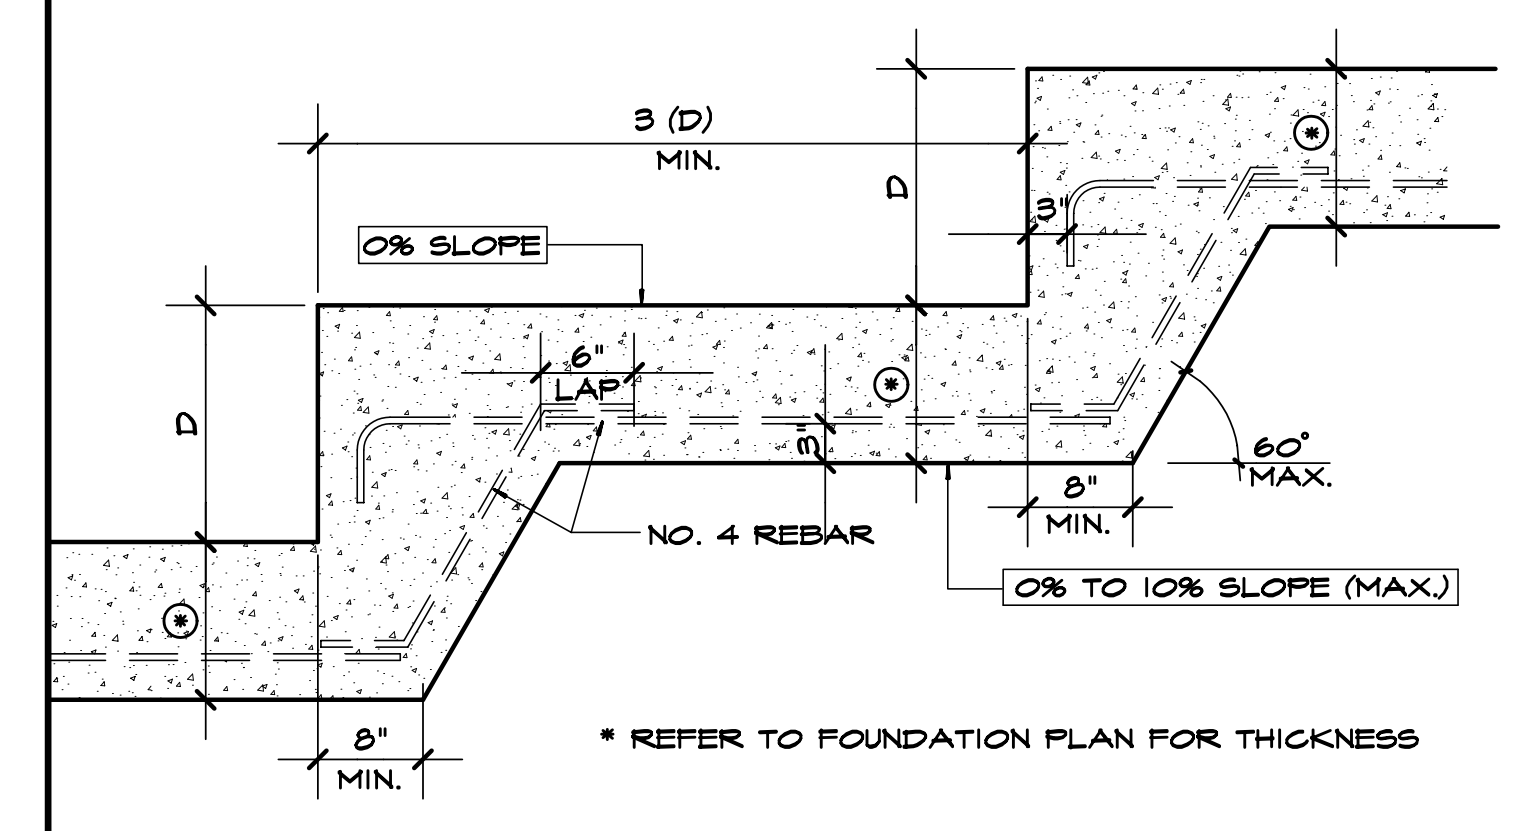 3 (D)
MIN.
D
3"
0% SLOPE
6"
LAP
*
*
D
3"
60°
MAX.
8"
MIN.
NO. 4 REBAR
0% TO 10% SLOPE (MAX.)
*
* REFER TO FOUNDATION PLAN FOR THICKNESS
8"
MIN.